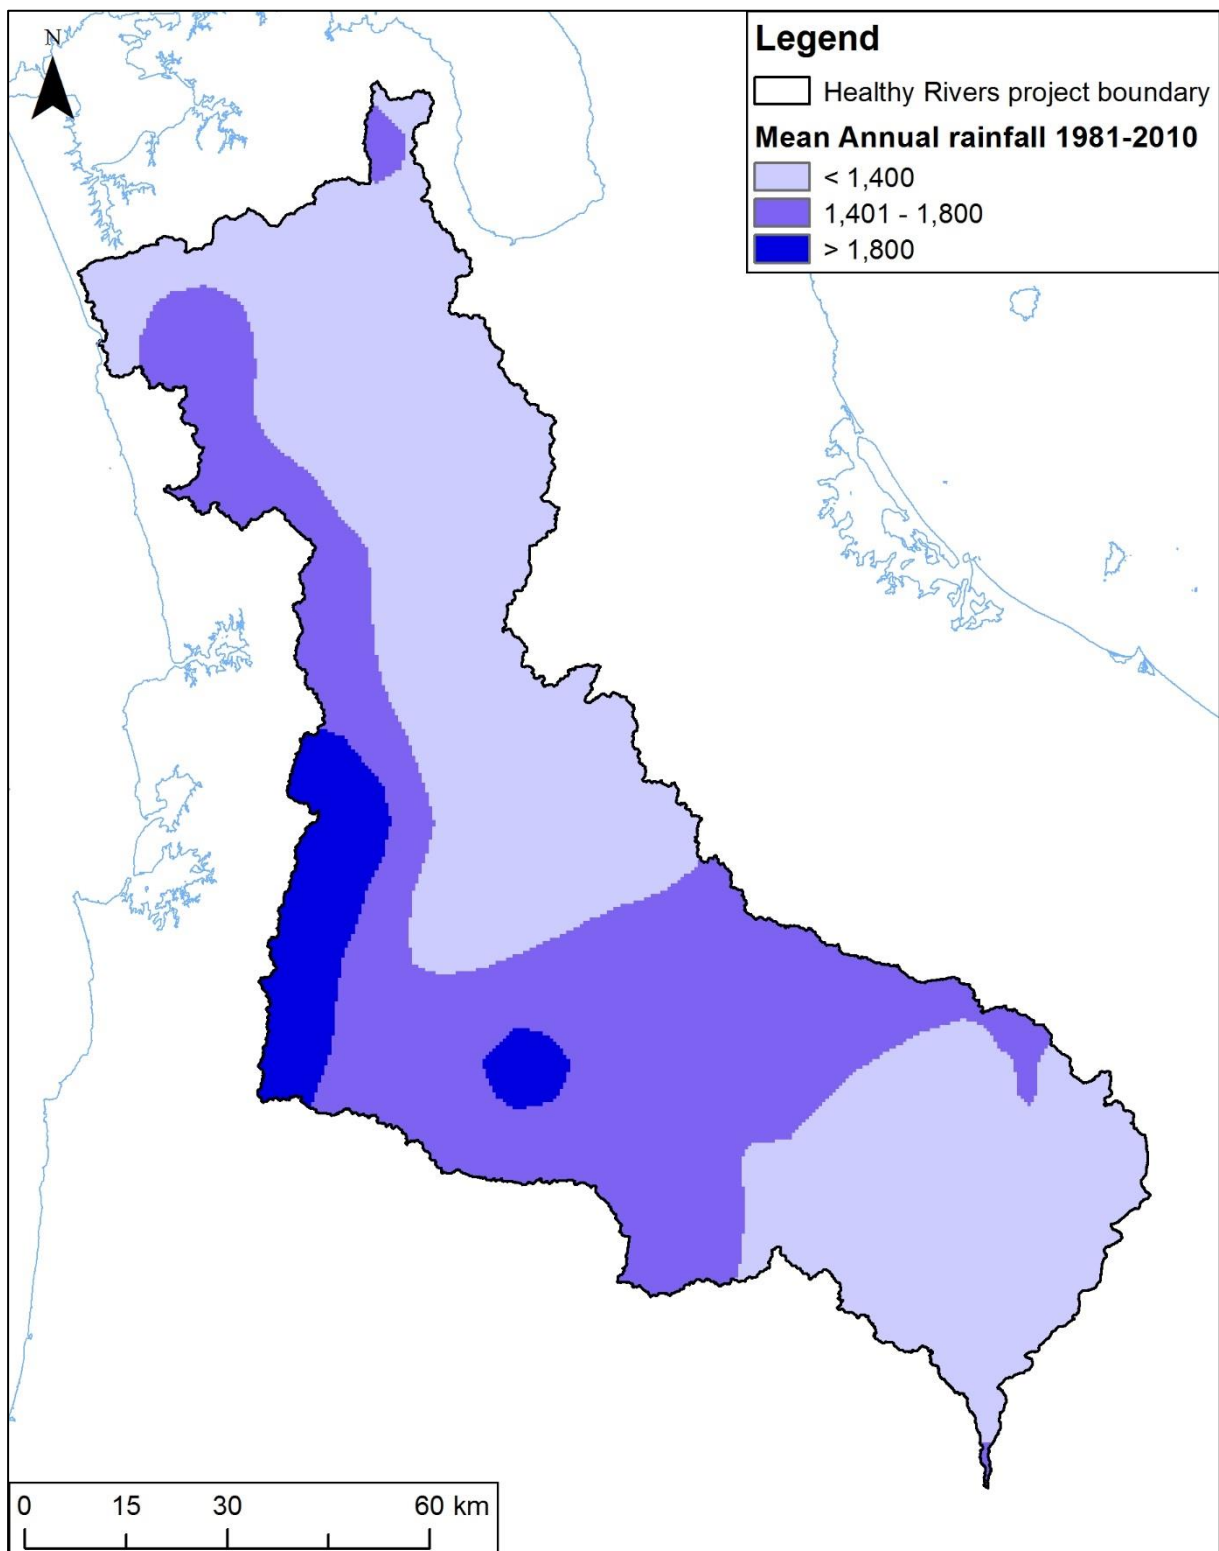 N
Legend
Healthy Rivers project boundary
Mean Annual rainfall 1981-2010
< 1,400
1,401 - 1,800
> 1,800
0 15 30 60 km